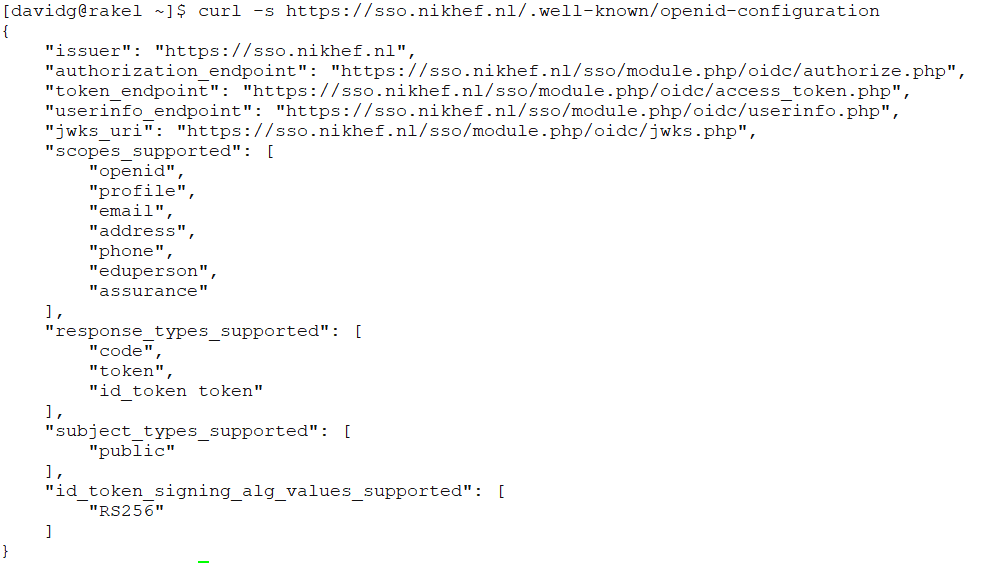 [davidg@rakel ~]$ curl -s https://sso.nikhef.nl/.well-known/openid-configuration
{
    "issuer": "https://sso.nikhef.nl",
    "authorization_endpoint": "https://sso.nikhef.nl/sso/module.php/oidc/authorize.php",
    "token_endpoint": "https://sso.nikhef.nl/sso/module.php/oidc/access_token.php",
    "userinfo_endpoint": "https://sso.nikhef.nl/sso/module.php/oidc/userinfo.php",
    "jwks_uri": "https://sso.nikhef.nl/sso/module.php/oidc/jwks.php",
    "scopes_supported": [
        "openid",
        "profile",
        "email",
        "address",
        "phone",
        "eduperson",
        "assurance"
    ],
    "response_types_supported": [
        "code",
        "token",
        "id_token token"
    ],
    "subject_types_supported": [
        "public"
    ],
    "id_token_signing_alg_values_supported": [
        "RS256"
    ]
}